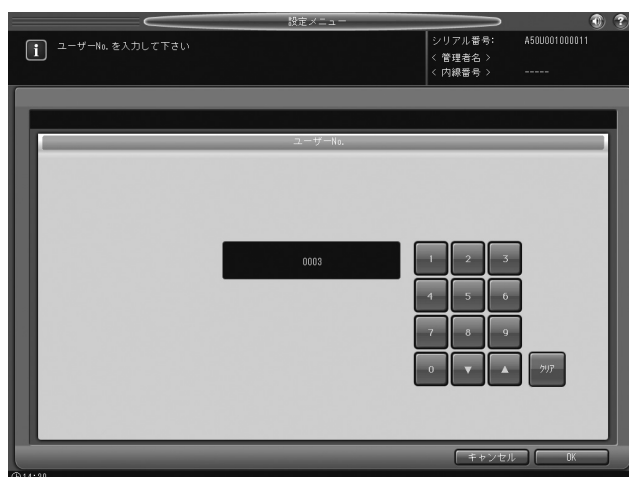 設定メニュー
ユーザーNo. を入力して下さい
シリアル番号: A50U001000011
< 管理者名 >
< 内線番号 > -----
ユーザーNo.
0003
1 2 3
4 5 6
7 8 9
0 ▼ ▲ クリア
キャンセル OK
14:20